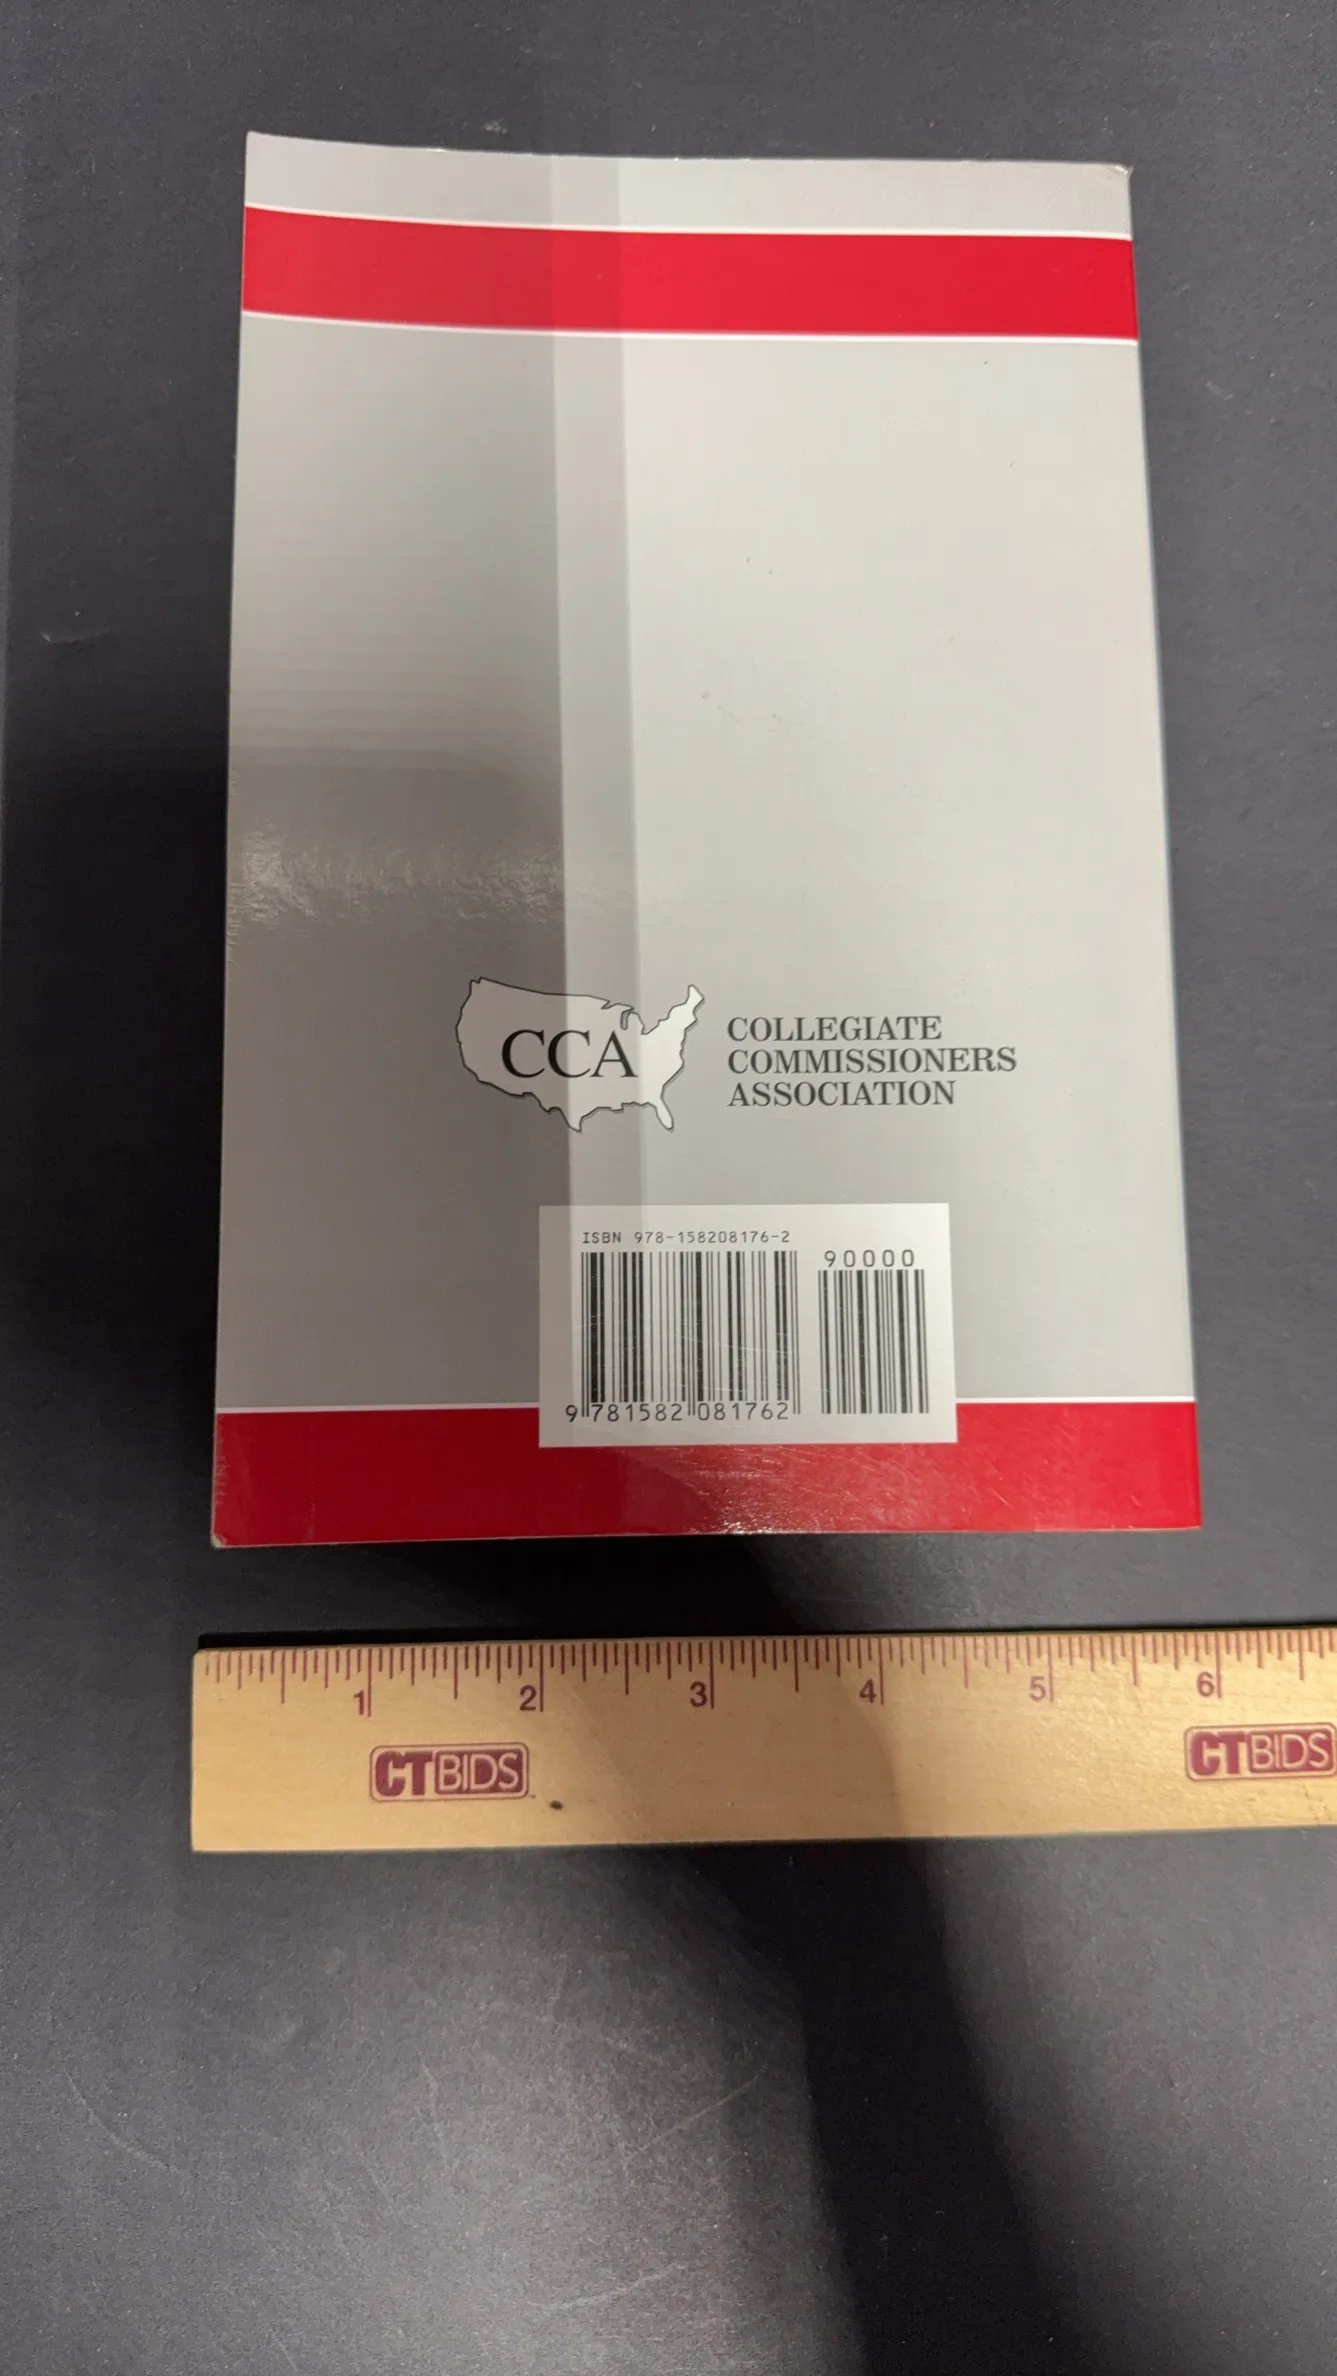 CCA
COLLEGIATE
COMMISSIONERS
ASSOCIATION
ISBN 978-158208176-2
90000
9 781582 081762
1 2 3 4 5 6
CTBIDS
CTBIDS